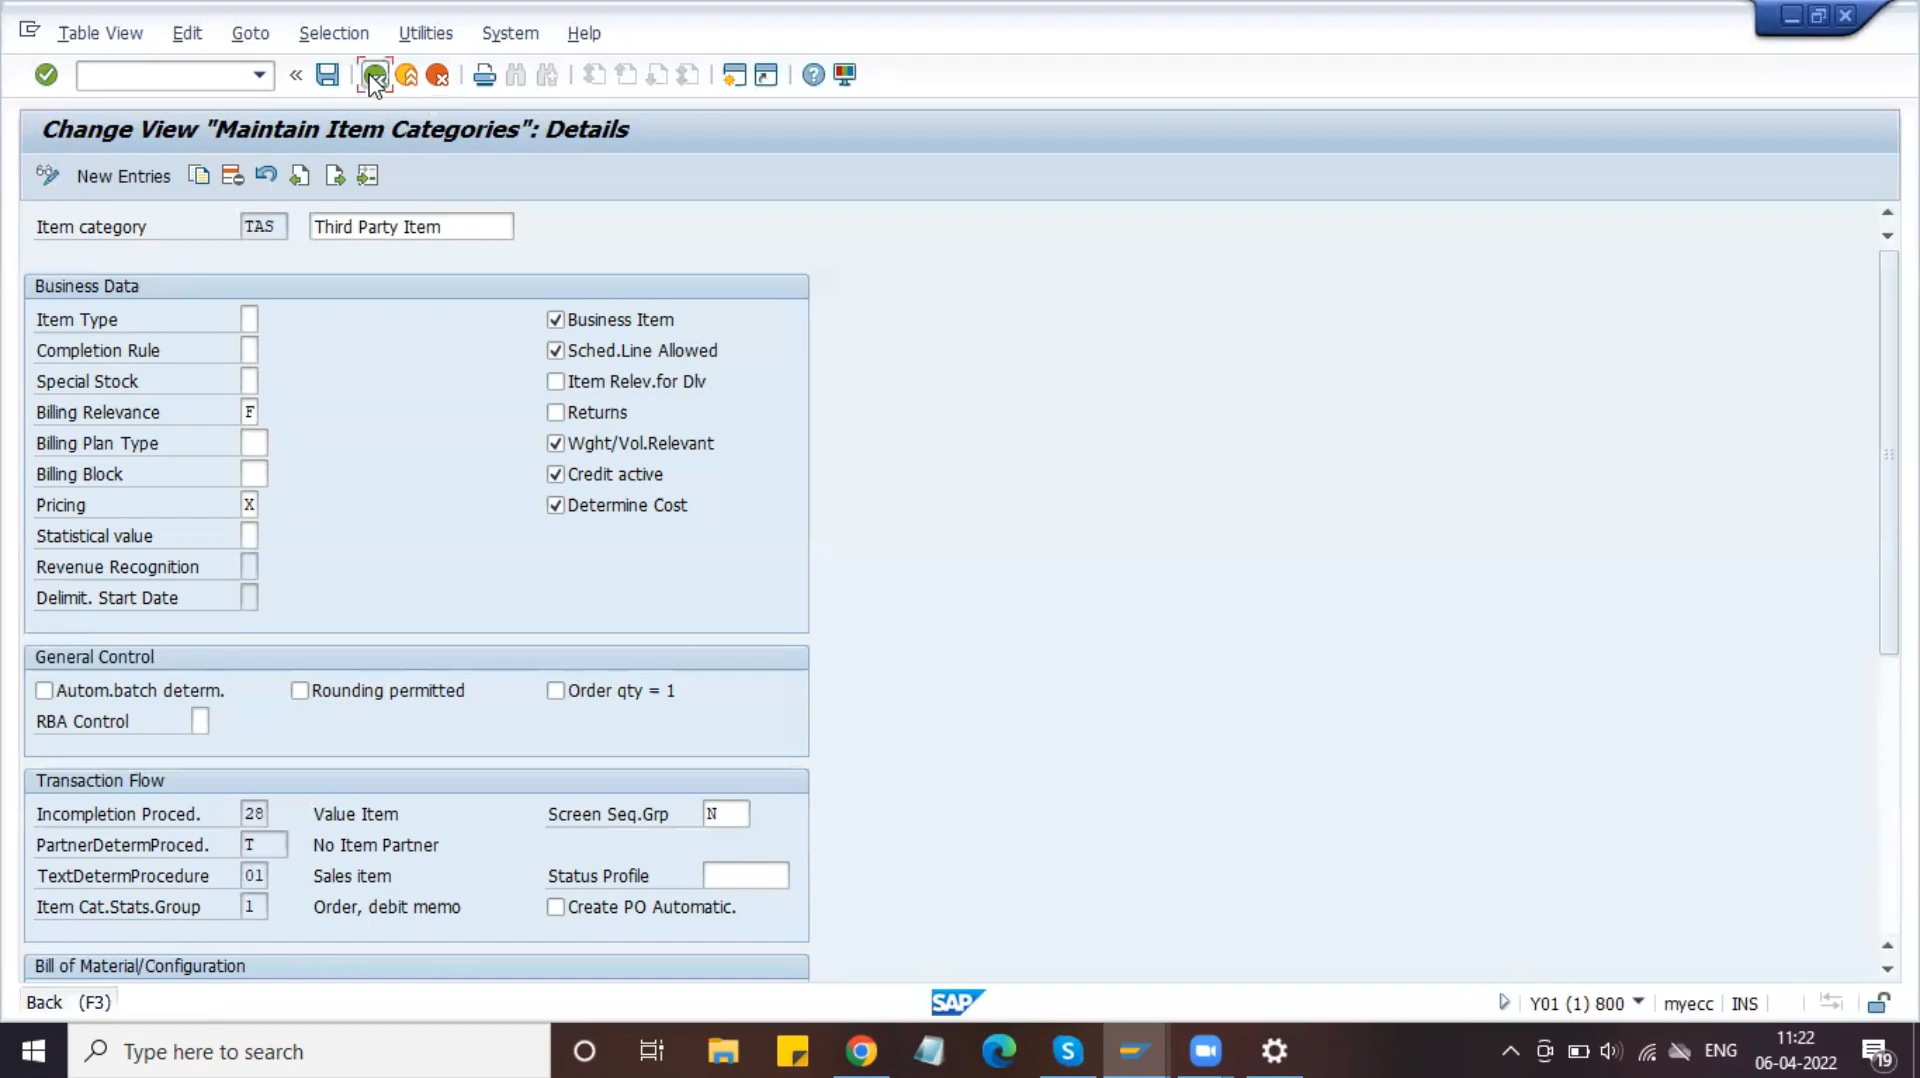 Table View Edit Goto Selection Utilities System Help
Change View "Maintain Item Categories": Details
New Entries
Item category TAS Third Party Item
Business Data
Item Type Business Item
Completion Rule Sched.Line Allowed
Special Stock Item Relev.for Dlv
Billing Relevance F Returns
Billing Plan Type Wght/Vol.Relevant
Billing Block Credit active
Pricing X Determine Cost
Statistical value
Revenue Recognition
Delimit. Start Date
General Control
Autom.batch determ. Rounding permitted Order qty = 1
RBA Control
Transaction Flow
Incompletion Proced. 28 Value Item Screen Seq.Grp N
PartnerDetermProced. T No Item Partner
TextDetermProcedure 01 Sales item Status Profile
Item Cat.Stats.Group 1 Order, debit memo Create PO Automatic.
Bill of Material/Configuration
Back (F3) SAP Y01 (1) 800 myecc INS
Type here to search ENG 11:22
06-04-2022 19